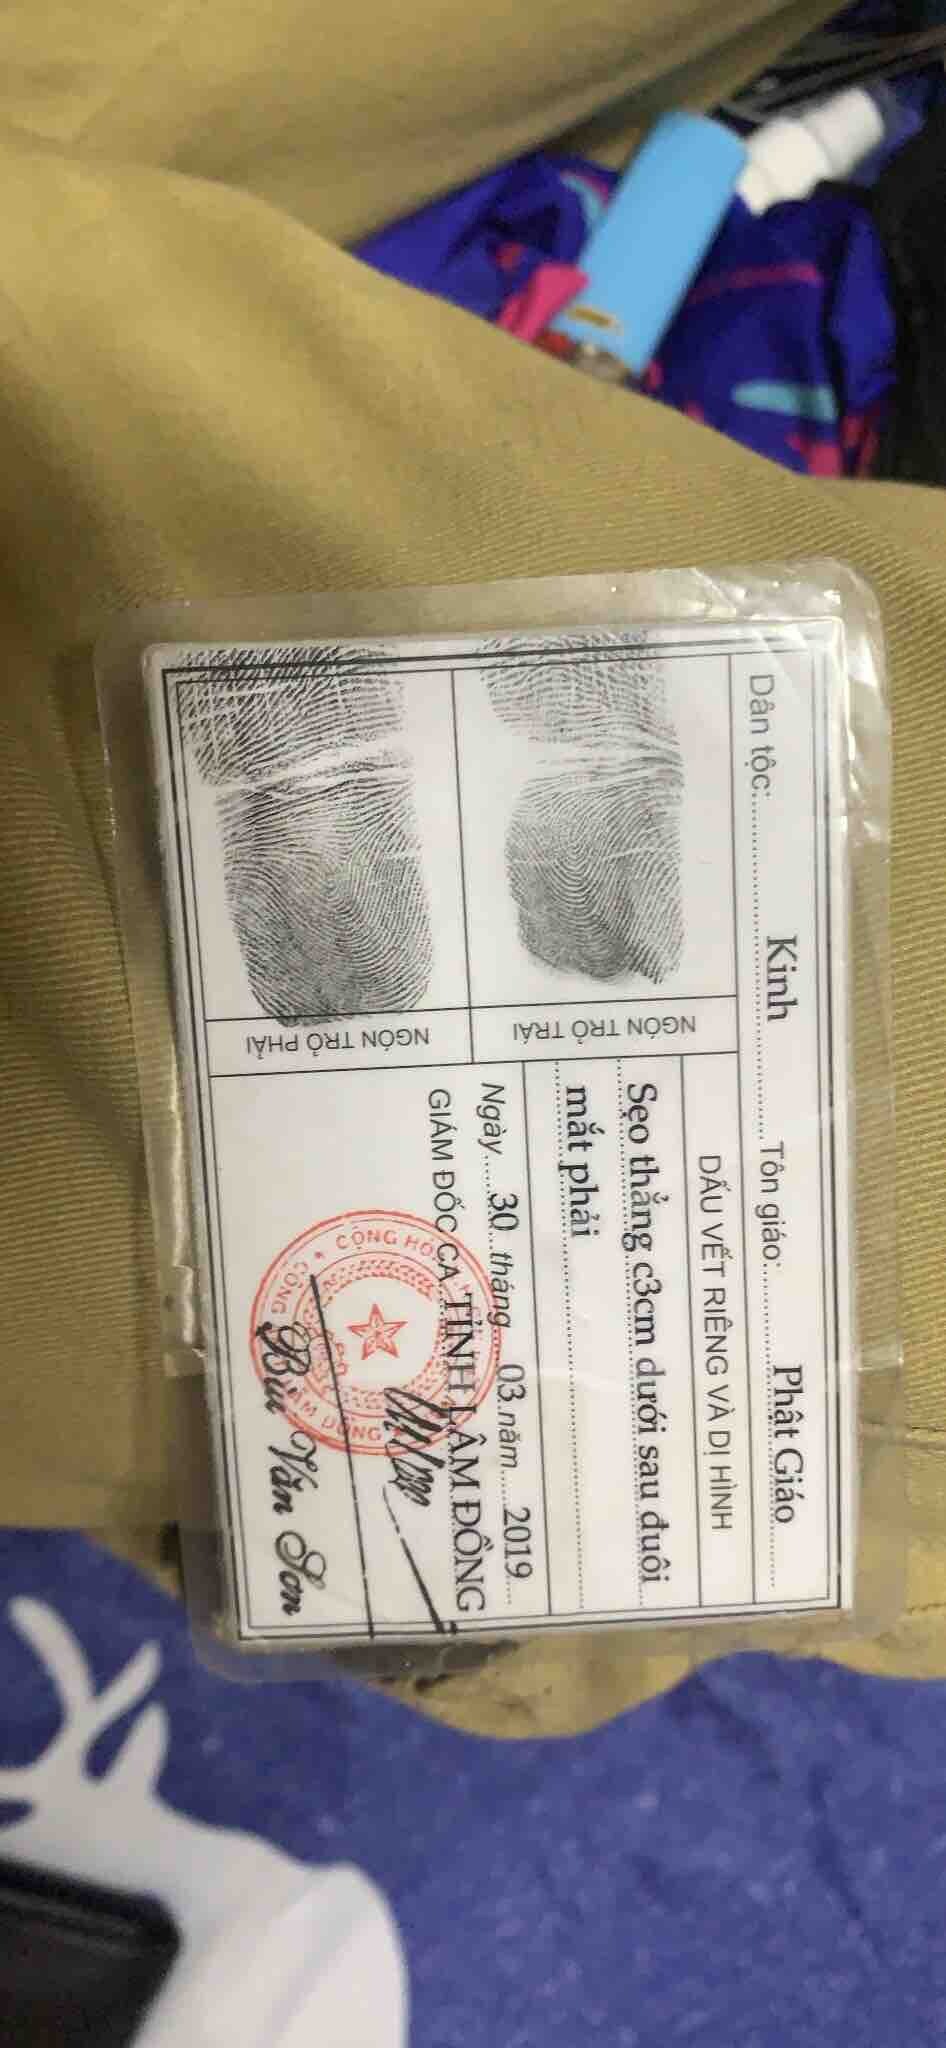 Dân tộc:.......Kinh.......Tôn giáo:.......Phật Giáo.......
NGÓN TRỎ TRÁI
NGÓN TRỎ PHẢI
DẤU VẾT RIÊNG VÀ DỊ HÌNH
Sẹo thẳng c3cm dưới sau đuôi
mắt phải
Ngày.....30...tháng...03.năm....2019
GIÁM ĐỐC CA. TỈNH LÂM ĐỒNG
CỘNG HÒA
Bùi Văn Sơn